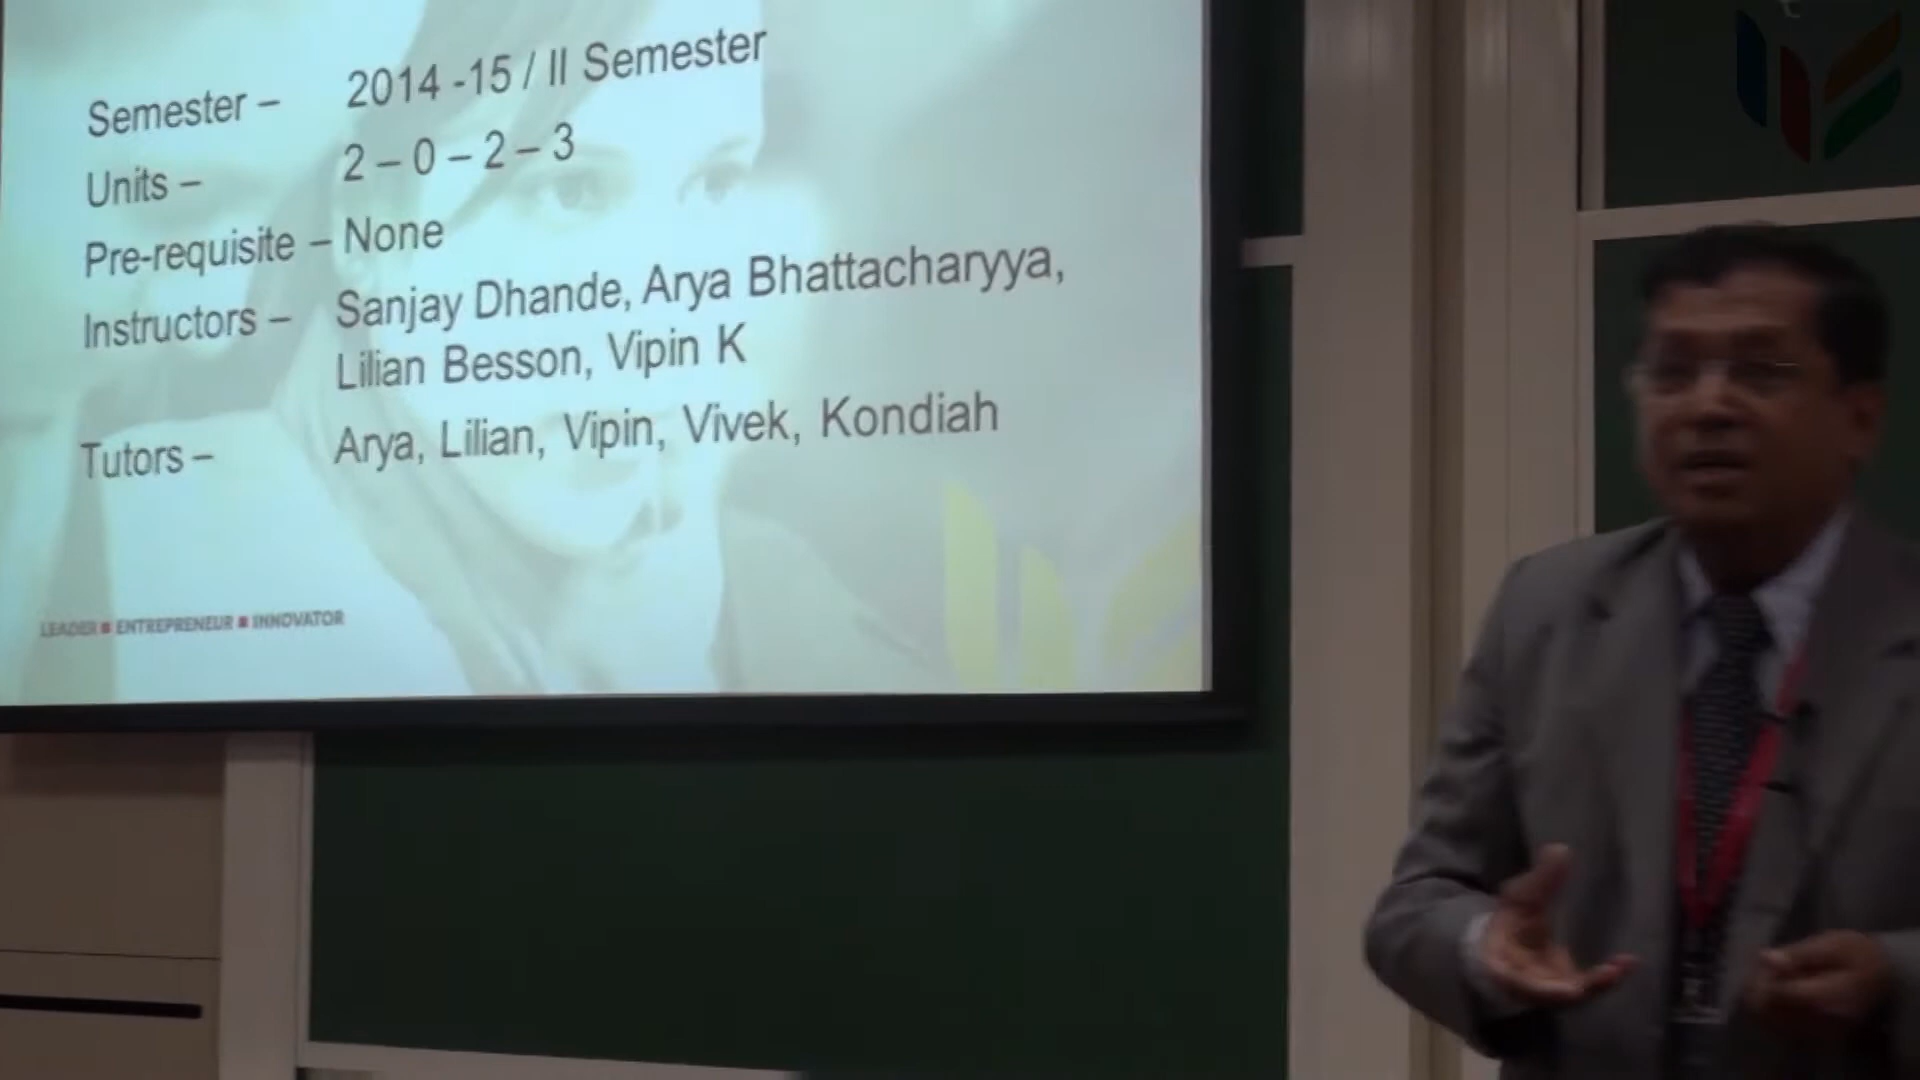 Semester – 2014 -15 / II Semester
Units – 2 – 0 – 2 – 3
Pre-requisite – None
Instructors – Sanjay Dhande, Arya Bhattacharyya,
Lilian Besson, Vipin K
Tutors – Arya, Lilian, Vipin, Vivek, Kondiah
LEADER ■ ENTREPRENEUR ■ INNOVATOR